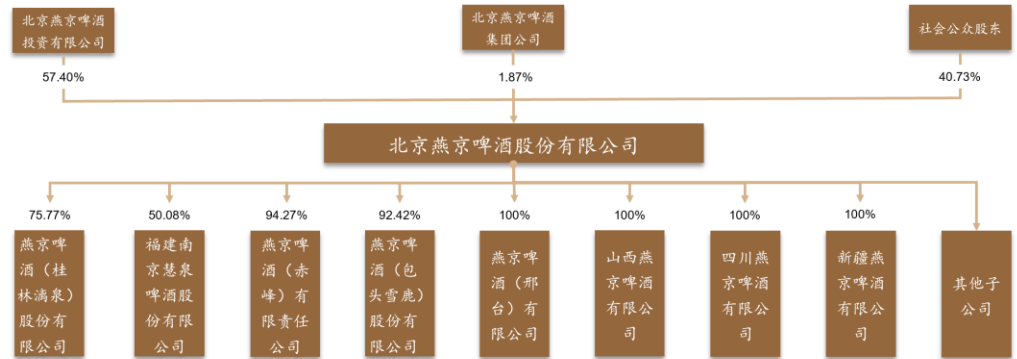 北京燕京啤酒
投资有限公司
北京燕京啤酒
集团公司
社会公众股东
57.40%
1.87%
40.73%
北京燕京啤酒股份有限公司
75.77%
50.08%
94.27%
92.42%
100%
100%
100%
100%
燕京啤
酒（桂
林漓泉）
股份有
限公司
福建南
京慧泉
啤酒股
份有限
公司
燕京啤
酒（赤
峰）有
限责任
公司
燕京啤
酒（包
头雪鹿）
股份有
限公司
燕京啤
酒（邢
台）有
限公司
山西燕
京啤酒
有限公
司
四川燕
京啤酒
有限公
司
新疆燕
京啤酒
有限公
司
其他子
公司